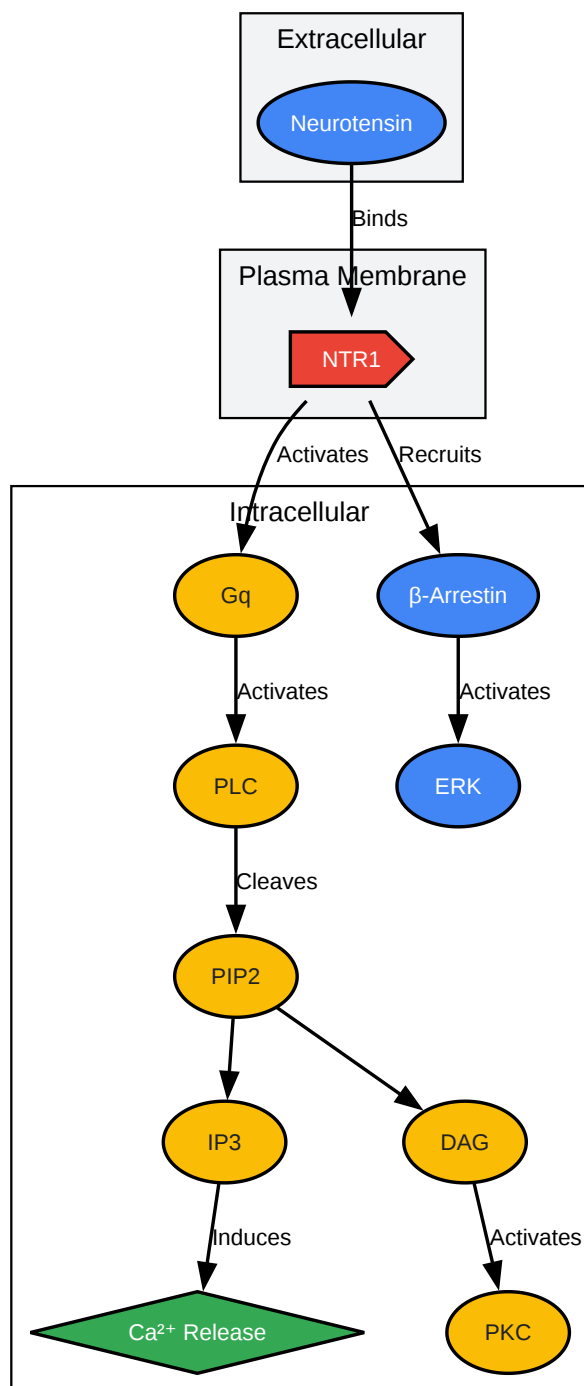 Extracellular
Neurotensin
Binds
Plasma Membrane
NTR1
Activates
Recruits
Intracellular
Gq
β-Arrestin
Activates
Activates
PLC
ERK
Cleaves
PIP2
IP3
DAG
Induces
Activates
Ca²⁺ Release
PKC